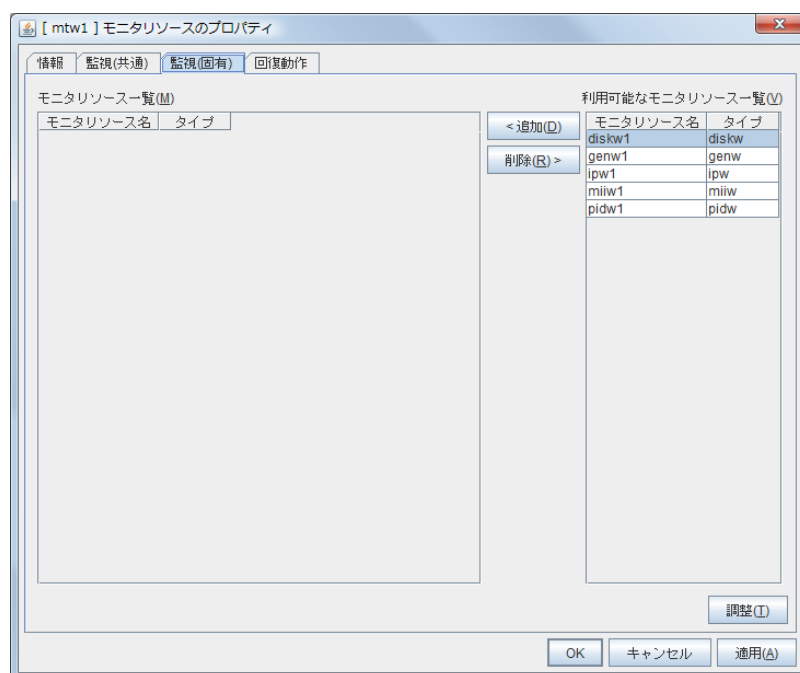 [ mtw1 ] モニタリソースのプロパティ
情報 監視(共通) 監視(固有) 回復動作
モニタリソース一覧(M) 利用可能なモニタリソース一覧(V)
モニタリソース名 タイプ < 追加(D) モニタリソース名 タイプ
diskw1 diskw
削除(R) > genw1 genw
ipw1 ipw
miiw1 miiw
pidw1 pidw
調整(T)
OK キャンセル 適用(A)